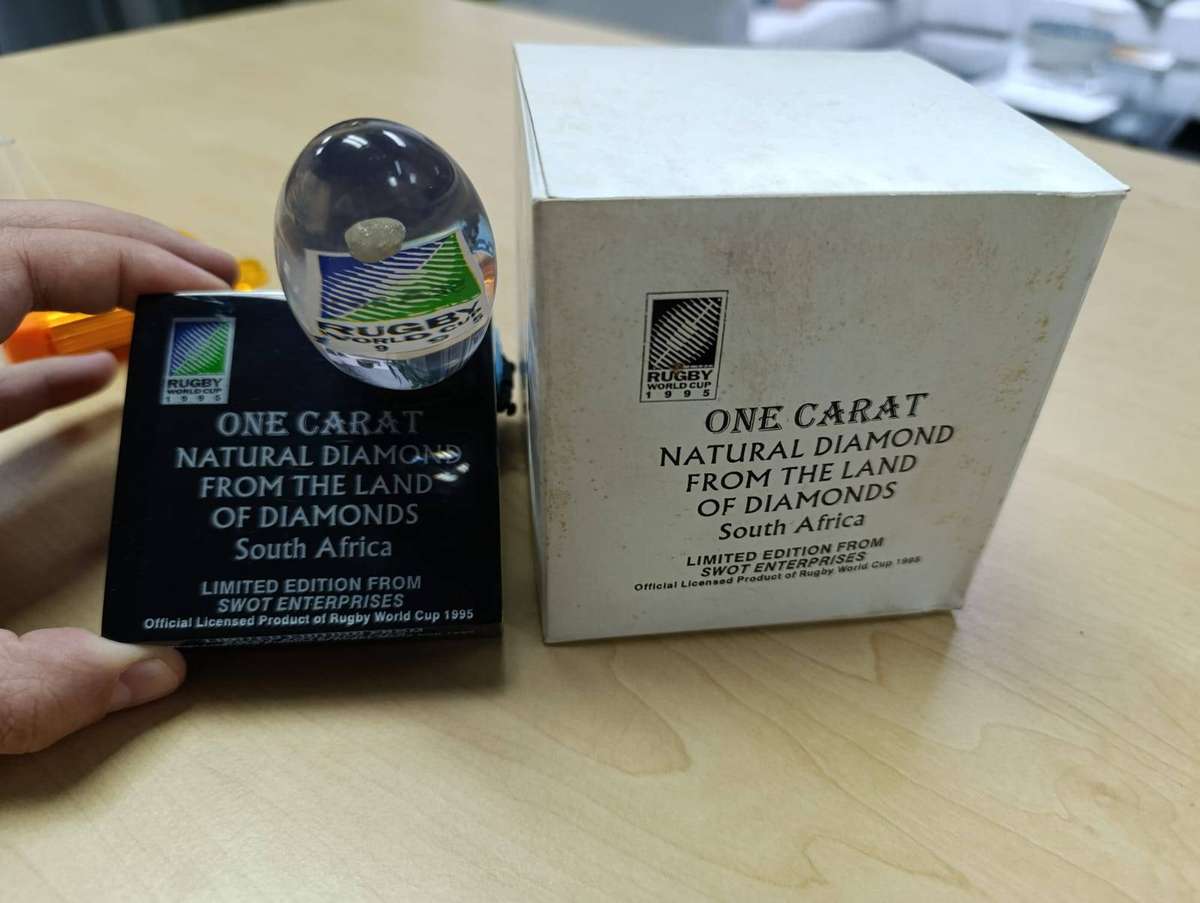 RUGBY
WORLD CUP
RUGBY
WORLD CUP
1995
ONE CARAT
NATURAL DIAMOND
FROM THE LAND
OF DIAMONDS
South Africa
LIMITED EDITION FROM
SWOT ENTERPRISES
Official Licensed Product of Rugby World Cup 1995
RUGBY
WORLD CUP
1995
ONE CARAT
NATURAL DIAMOND
FROM THE LAND
OF DIAMONDS
South Africa
LIMITED EDITION FROM
SWOT ENTERPRISES
Official Licensed Product of Rugby World Cup 1995